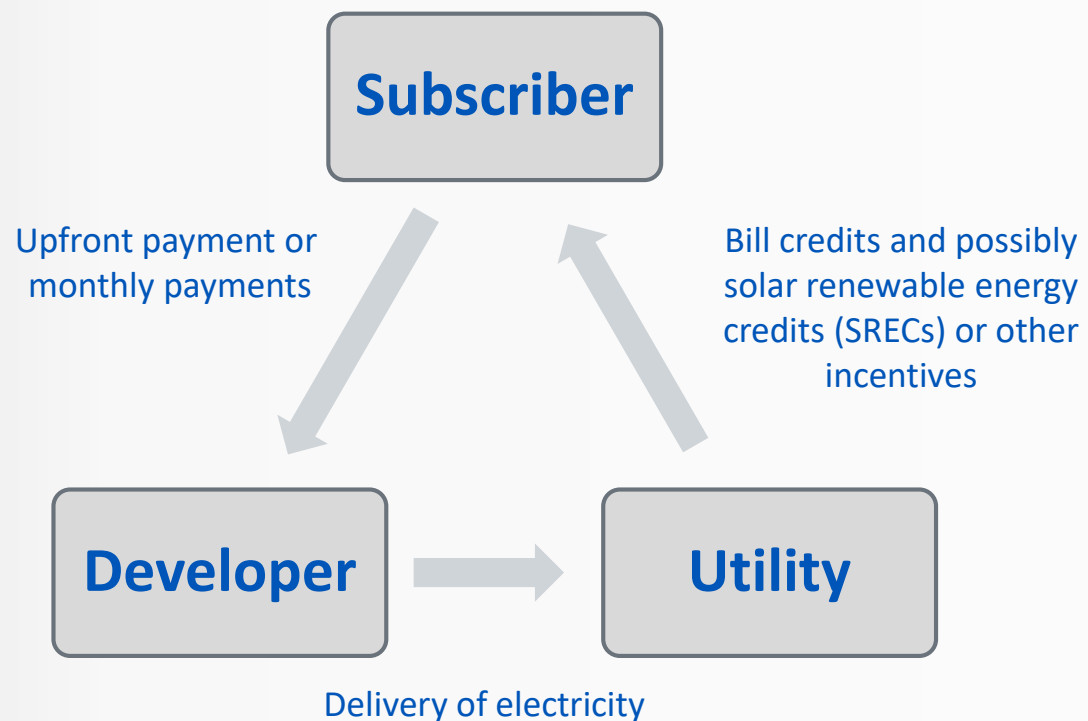 Subscriber
Upfront payment or
monthly payments
Bill credits and possibly
solar renewable energy
credits (SRECs) or other
incentives
Developer
Utility
Delivery of electricity